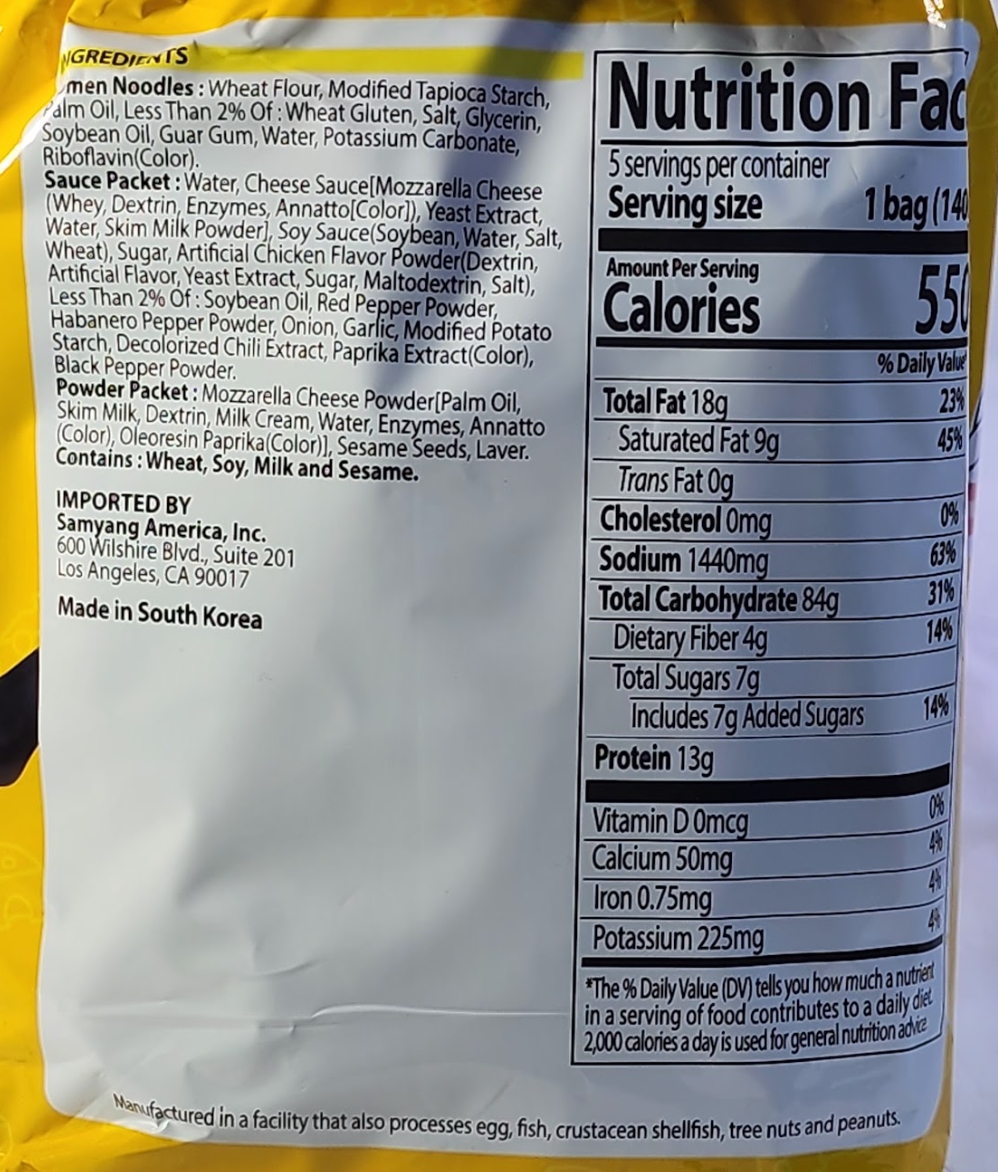 INGREDIENTS
men Noodles : Wheat Flour, Modified Tapioca Starch,
Palm Oil, Less Than 2% Of : Wheat Gluten, Salt, Glycerin,
Soybean Oil, Guar Gum, Water, Potassium Carbonate,
Riboflavin(Color).
Sauce Packet : Water, Cheese Sauce[Mozzarella Cheese
(Whey, Dextrin, Enzymes, Annatto[Color]), Yeast Extract,
Water, Skim Milk Powder], Soy Sauce(Soybean, Water, Salt,
Wheat), Sugar, Artificial Chicken Flavor Powder(Dextrin,
Artificial Flavor, Yeast Extract, Sugar, Maltodextrin, Salt),
Less Than 2% Of : Soybean Oil, Red Pepper Powder,
Habanero Pepper Powder, Onion, Garlic, Modified Potato
Starch, Decolorized Chili Extract, Paprika Extract(Color),
Black Pepper Powder.
Powder Packet : Mozzarella Cheese Powder[Palm Oil,
Skim Milk, Dextrin, Milk Cream, Water, Enzymes, Annatto
(Color), Oleoresin Paprika(Color)], Sesame Seeds, Laver.
Contains : Wheat, Soy, Milk and Sesame.
IMPORTED BY
Samyang America, Inc.
600 Wilshire Blvd., Suite 201
Los Angeles, CA 90017
Made in South Korea
Nutrition Fac
5 servings per container
Serving size 1 bag (140
Amount Per Serving
Calories 550
% Daily Value*
Total Fat 18g 23%
Saturated Fat 9g 45%
Trans Fat 0g
Cholesterol 0mg 0%
Sodium 1440mg 63%
Total Carbohydrate 84g 31%
Dietary Fiber 4g 14%
Total Sugars 7g
Includes 7g Added Sugars 14%
Protein 13g
Vitamin D 0mcg 0%
Calcium 50mg 4%
Iron 0.75mg 4%
Potassium 225mg 4%
*The % Daily Value (DV) tells you how much a nutrient
in a serving of food contributes to a daily diet.
2,000 calories a day is used for general nutrition advice.
Manufactured in a facility that also processes egg, fish, crustacean shellfish, tree nuts and peanuts.